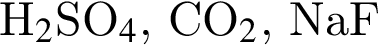 H₂SO₄, CO₂, NaF